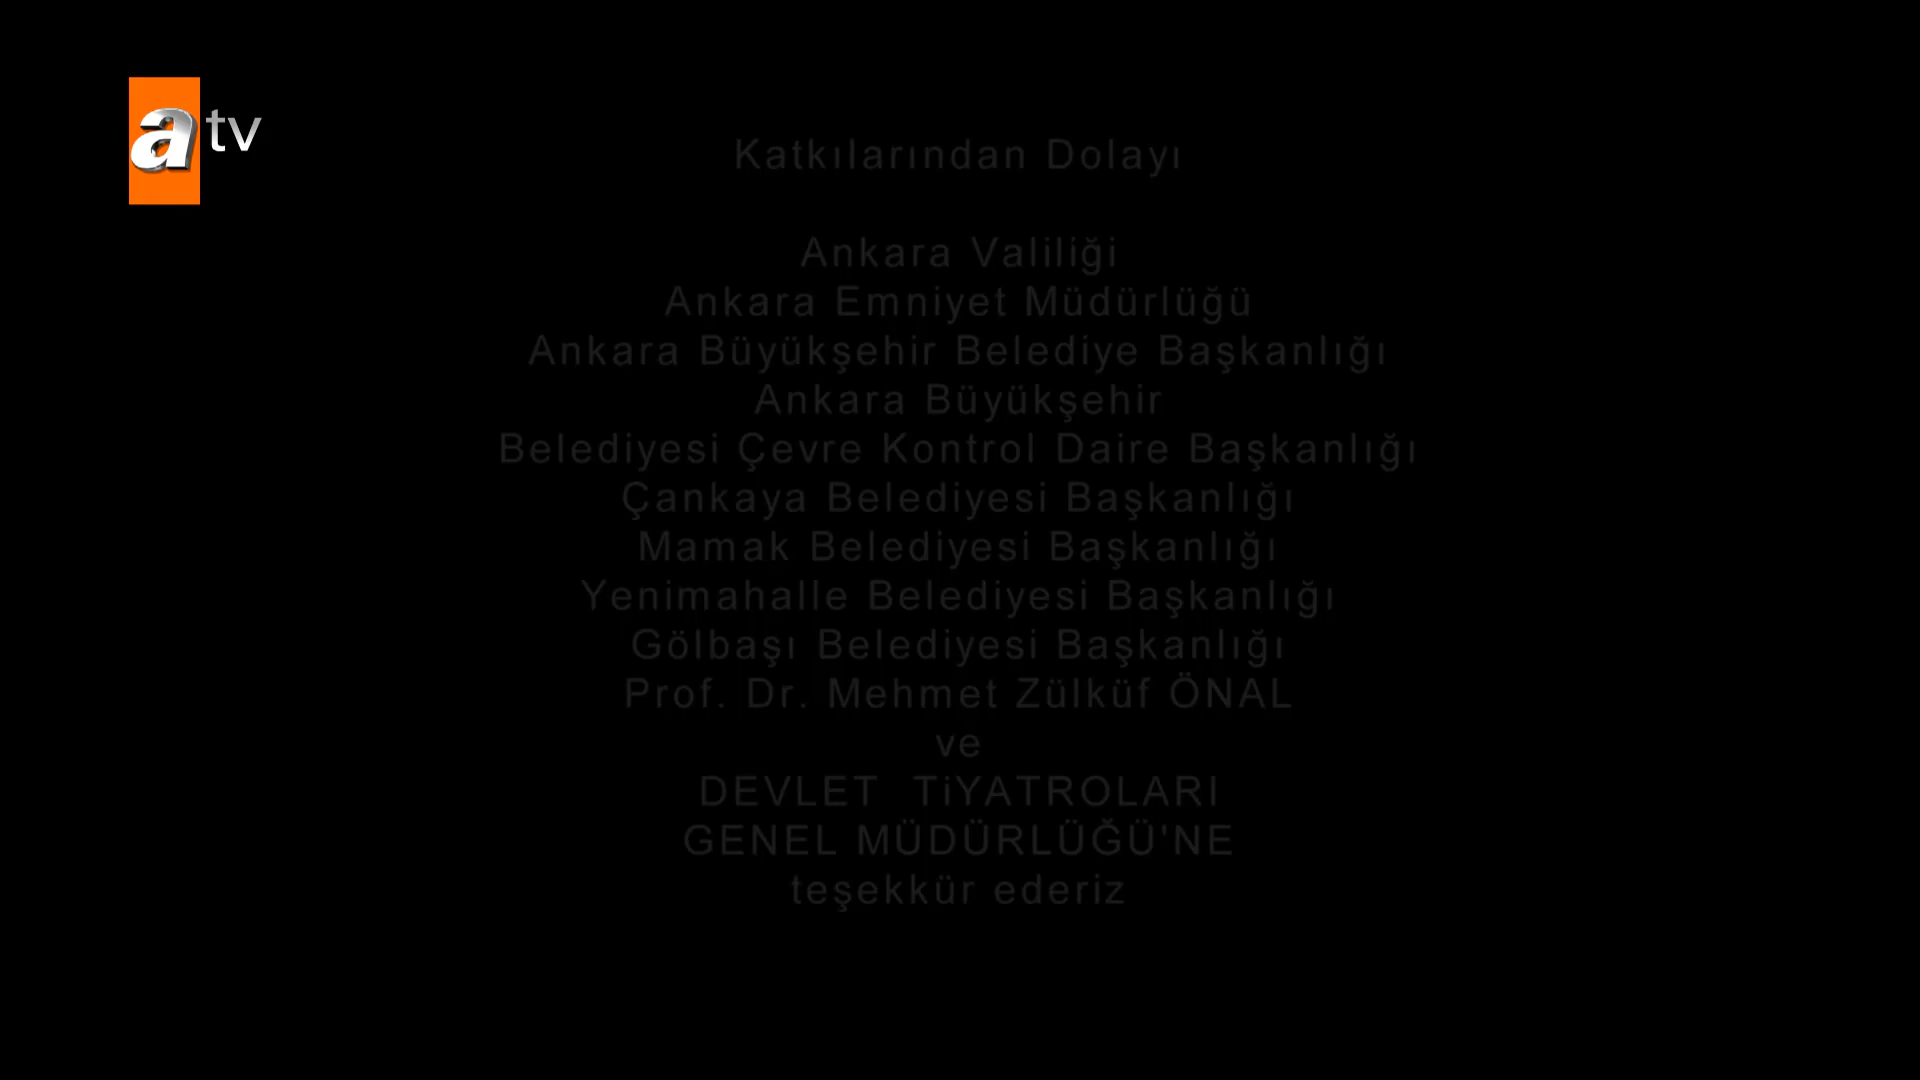 atv
Katkılarından Dolayı
Ankara Valiliği
Ankara Emniyet Müdürlüğü
Ankara Büyükşehir Belediye Başkanlığı
Ankara Büyükşehir
Belediyesi Çevre Kontrol Daire Başkanlığı
Çankaya Belediyesi Başkanlığı
Mamak Belediyesi Başkanlığı
Yenimahalle Belediyesi Başkanlığı
Gölbaşı Belediyesi Başkanlığı
Prof. Dr. Mehmet Zülküf ÖNAL
ve
DEVLET TiYATROLARI
GENEL MÜDÜRLÜĞÜ'NE
teşekkür ederiz